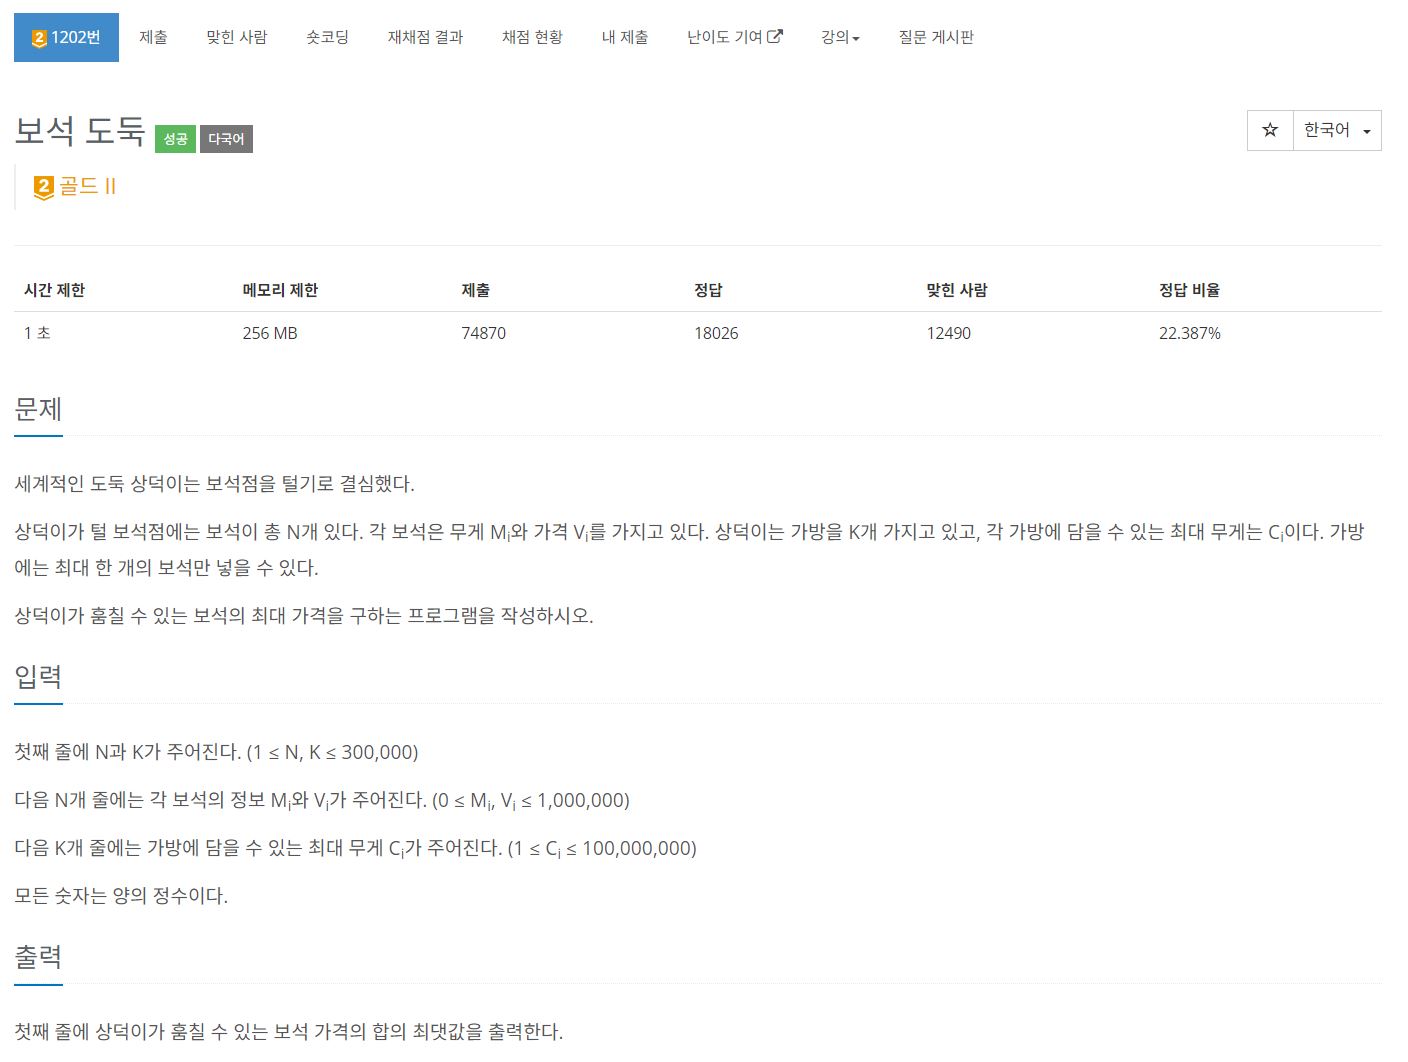 2 1202번 제출 맞힌 사람 숏코딩 재채점 결과 채점 현황 내 제출 난이도 기여 강의 질문 게시판
보석 도둑 성공 다국어 한국어
2 골드 II
시간 제한 메모리 제한 제출 정답 맞힌 사람 정답 비율
1 초 256 MB 74870 18026 12490 22.387%
문제
세계적인 도둑 상덕이는 보석점을 털기로 결심했다.
상덕이가 털 보석점에는 보석이 총 N개 있다. 각 보석은 무게 Mi와 가격 Vi를 가지고 있다. 상덕이는 가방을 K개 가지고 있고, 각 가방에 담을 수 있는 최대 무게는 Ci이다. 가방
에는 최대 한 개의 보석만 넣을 수 있다.
상덕이가 훔칠 수 있는 보석의 최대 가격을 구하는 프로그램을 작성하시오.
입력
첫째 줄에 N과 K가 주어진다. (1 ≤ N, K ≤ 300,000)
다음 N개 줄에는 각 보석의 정보 Mi와 Vi가 주어진다. (0 ≤ Mi, Vi ≤ 1,000,000)
다음 K개 줄에는 가방에 담을 수 있는 최대 무게 Ci가 주어진다. (1 ≤ Ci ≤ 100,000,000)
모든 숫자는 양의 정수이다.
출력
첫째 줄에 상덕이가 훔칠 수 있는 보석 가격의 합의 최댓값을 출력한다.